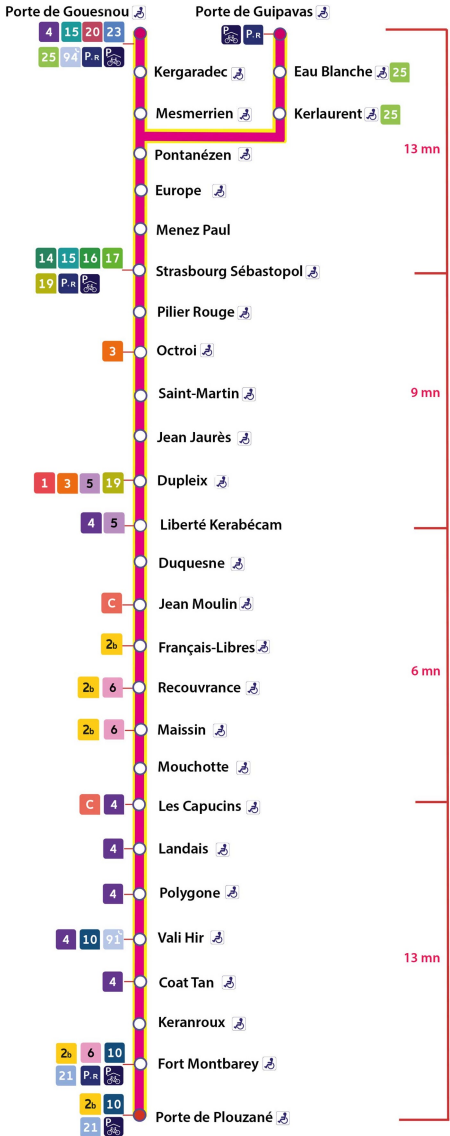 Porte de Gouesnou
Porte de Guipavas
4 15 20 23
25 94 P+R P
P P+R
Kergaradec
Eau Blanche 25
Mesmerrien
Kerlaurent 25
13 mn
Pontanézen
Europe
Menez Paul
14 15 16 17
19 P+R P
Strasbourg Sébastopol
Pilier Rouge
3 Octroi
Saint-Martin
9 mn
Jean Jaurès
1 3 5 19 Dupleix
4 5 Liberté Kerabécam
Duquesne
C Jean Moulin
2b Français-Libres
6 mn
2b 6 Recouvrance
2b 6 Maissin
Mouchotte
C 4 Les Capucins
4 Landais
4 Polygone
4 10 91 Vali Hir
13 mn
4 Coat Tan
Keranroux
2b 6 10
21 P+R P
Fort Montbarey
2b 10
21 P
Porte de Plouzané